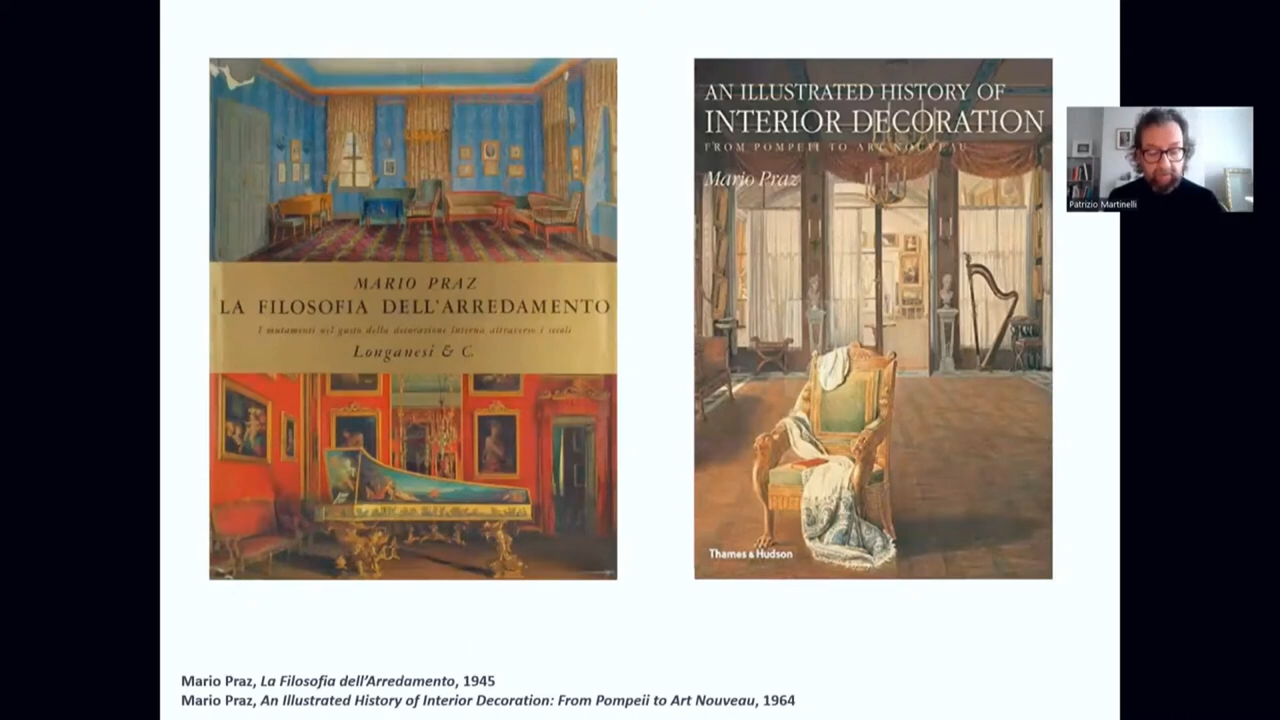 MARIO PRAZ
LA FILOSOFIA DELL'ARREDAMENTO
I mutamenti nel gusto della decorazione interna attraverso i secoli
Longanesi & C.
AN ILLUSTRATED HISTORY OF
INTERIOR DECORATION
FROM POMPEII TO ART NOUVEAU
Mario Praz
Thames & Hudson
Patrizio Martinelli
Mario Praz, La Filosofia dell'Arredamento, 1945
Mario Praz, An Illustrated History of Interior Decoration: From Pompeii to Art Nouveau, 1964